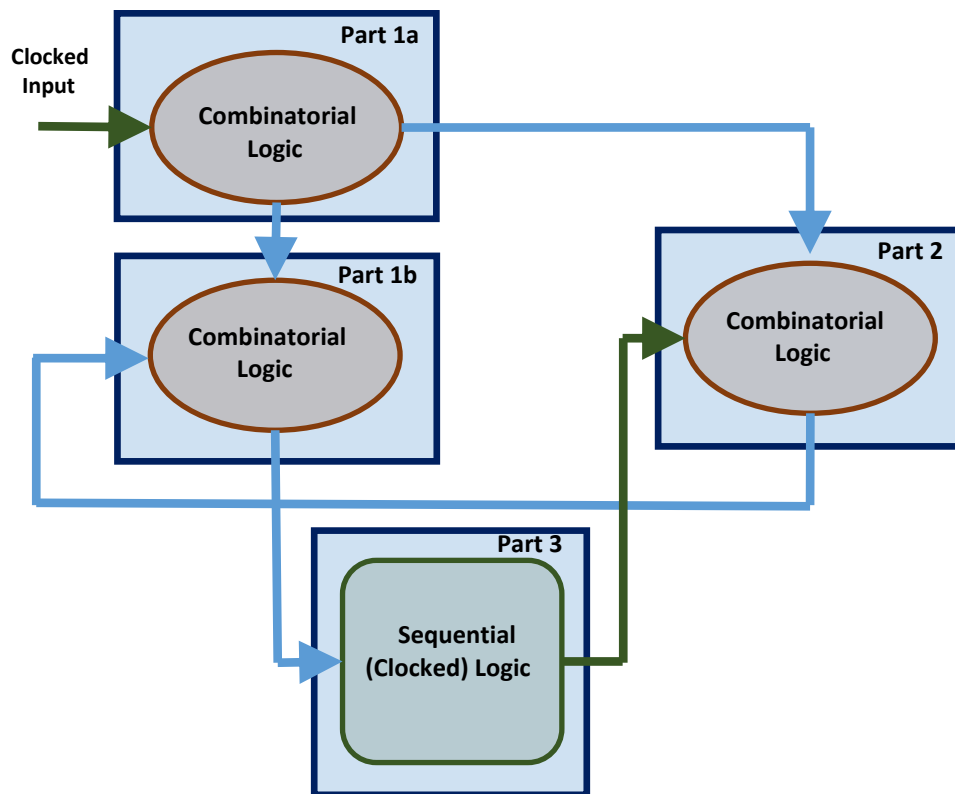 Part 1a
Clocked
Input
Combinatorial
Logic
Part 1b
Combinatorial
Logic
Part 2
Combinatorial
Logic
Part 3
Sequential
(Clocked) Logic